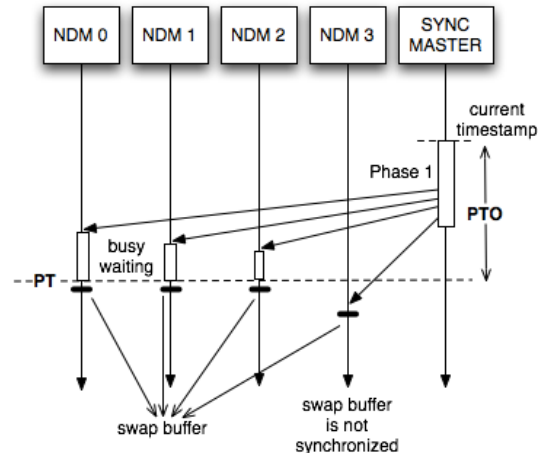 NDM 0
NDM 1
NDM 2
NDM 3
SYNC
MASTER
current
timestamp
Phase 1
PTO
busy
waiting
PT
swap buffer
swap buffer
is not
synchronized